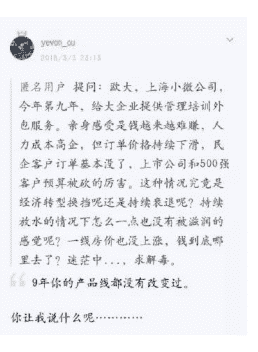 yevon_ou
2018/3/3 22:13
匿名用户 提问：欧大，上海小微公司，
今年第九年，给大企业提供管理培训外
包服务。亲身感受是钱越来越难赚，人
力成本高企，但订单价格持续下滑，民
企客户订单基本没了，上市公司和500强
客户预算被砍的厉害。这种情况究竟是
经济转型换挡呢还是持续衰退呢？持续
放水的情况下怎么一点也没有被滋润的
感觉呢？一线房价也没上涨，钱到底哪
里去了？迷茫中...，求解毒。
9年你的产品线都没有改变过。
你让我说什么呢…………